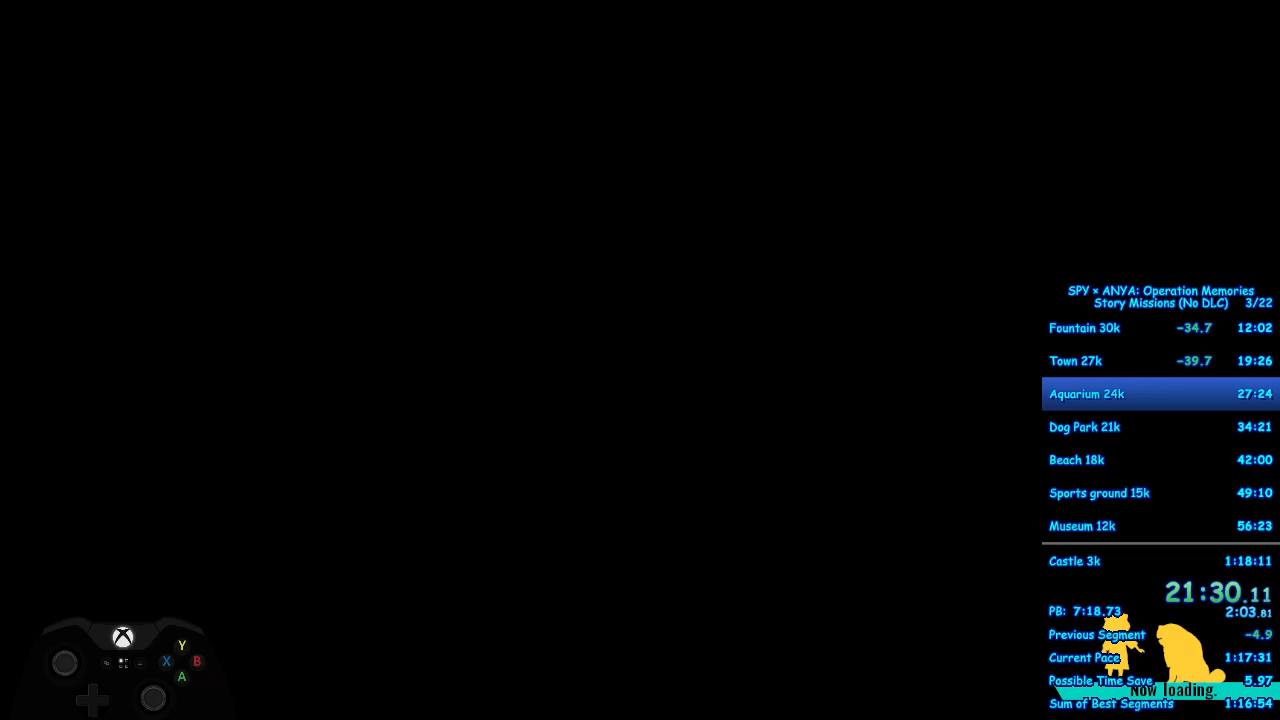 SPY × ANYA: Operation Memories
Story Missions (No DLC) 3/22
Fountain 30k -34.7 12:02
Town 27k -39.7 19:26
Aquarium 24k 27:24
Dog Park 21k 34:21
Beach 18k 42:00
Sports ground 15k 49:10
Museum 12k 56:23
Castle 3k 1:18:11
21:30.11
PB: 7:18.73 2:03.81
Previous Segment -4.9
Current Pace 1:17:31
Possible Time Save 5.97
Now loading.
Sum of Best Segments 1:16:54
Y
X B
A